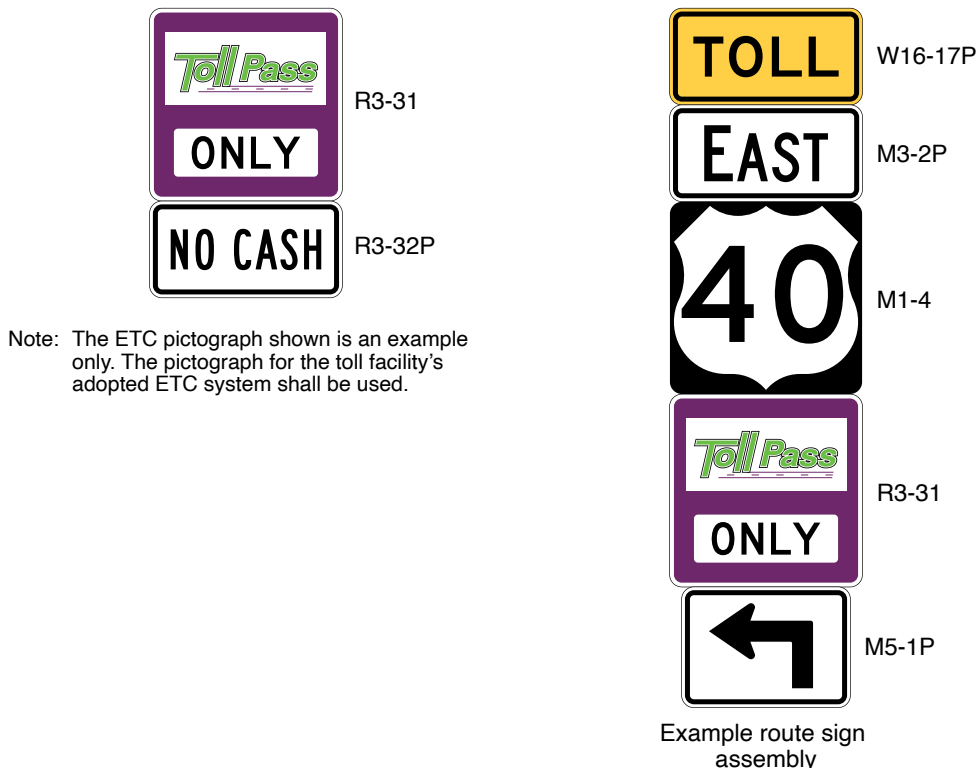 Toll Pass
ONLY
R3-31
NO CASH
R3-32P
Note: The ETC pictograph shown is an example
only. The pictograph for the toll facility’s
adopted ETC system shall be used.
TOLL
W16-17P
EAST
M3-2P
40
M1-4
Toll Pass
ONLY
R3-31
M5-1P
Example route sign
assembly